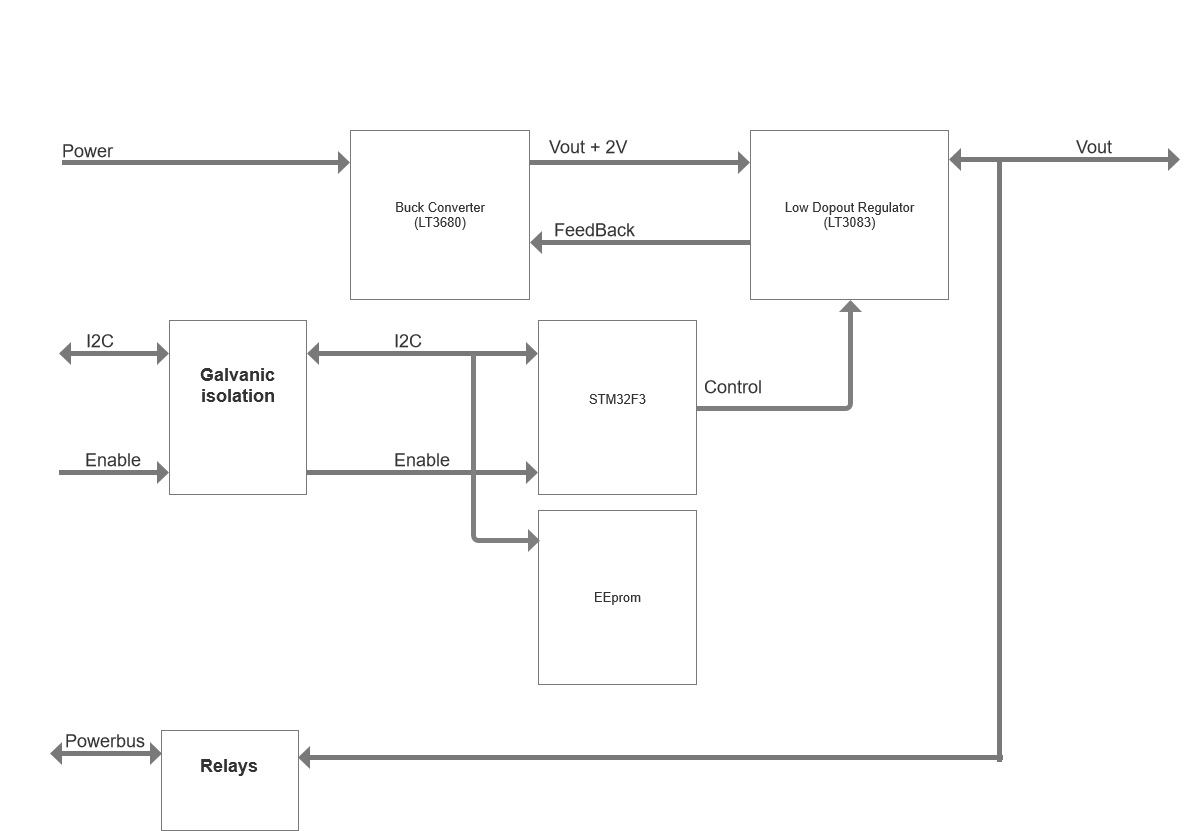 Power
Vout + 2V
Vout
Buck Converter
(LT3680)
Low Dopout Regulator
(LT3083)
FeedBack
I2C
I2C
Galvanic
isolation
STM32F3
Control
Enable
Enable
EEprom
Powerbus
Relays